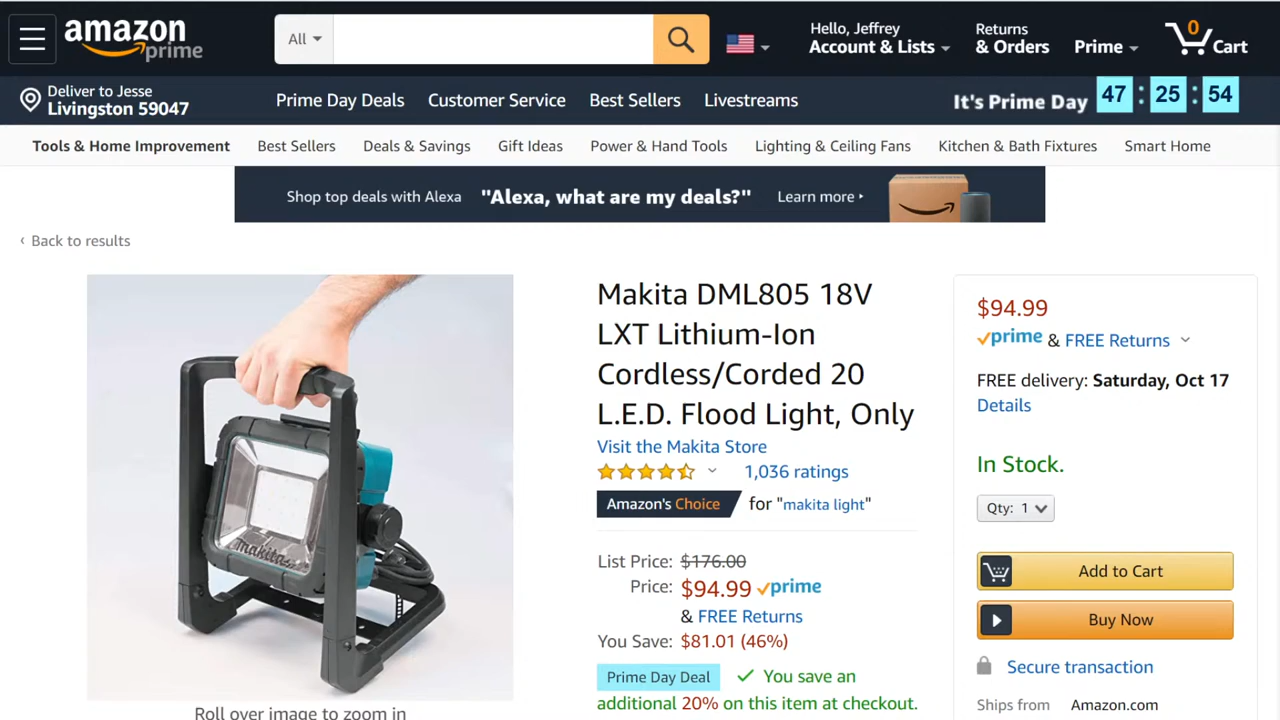 amazon
prime
All
Hello, Jeffrey
Account & Lists
Returns
& Orders
Prime
0
Cart
Deliver to Jesse
Livingston 59047
Prime Day Deals
Customer Service
Best Sellers
Livestreams
It's Prime Day
47 : 25 : 54
Tools & Home Improvement
Best Sellers
Deals & Savings
Gift Ideas
Power & Hand Tools
Lighting & Ceiling Fans
Kitchen & Bath Fixtures
Smart Home
Shop top deals with Alexa
"Alexa, what are my deals?"
Learn more ▸
‹ Back to results
makita
Roll over image to zoom in
Makita DML805 18V
LXT Lithium-Ion
Cordless/Corded 20
L.E.D. Flood Light, Only
Visit the Makita Store
1,036 ratings
Amazon's Choice for "makita light"
List Price: $176.00
Price: $94.99 prime
& FREE Returns
You Save: $81.01 (46%)
Prime Day Deal ✓ You save an
additional 20% on this item at checkout.
$94.99
prime & FREE Returns
FREE delivery: Saturday, Oct 17
Details
In Stock.
Qty: 1
Add to Cart
Buy Now
Secure transaction
Ships from Amazon.com